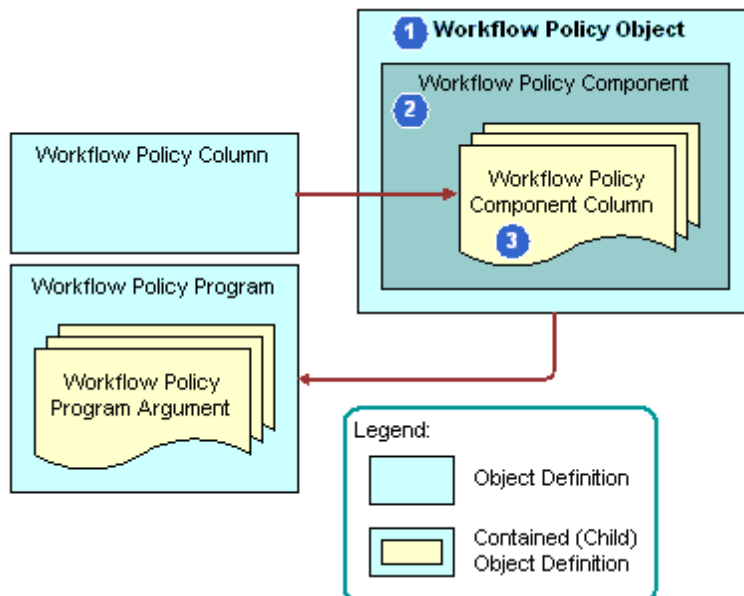 1 Workflow Policy Object
Workflow Policy Component
2
Workflow Policy Column
Workflow Policy
Component Column
3
Workflow Policy Program
Workflow Policy
Program Argument
Legend:
Object Definition
Contained (Child)
Object Definition